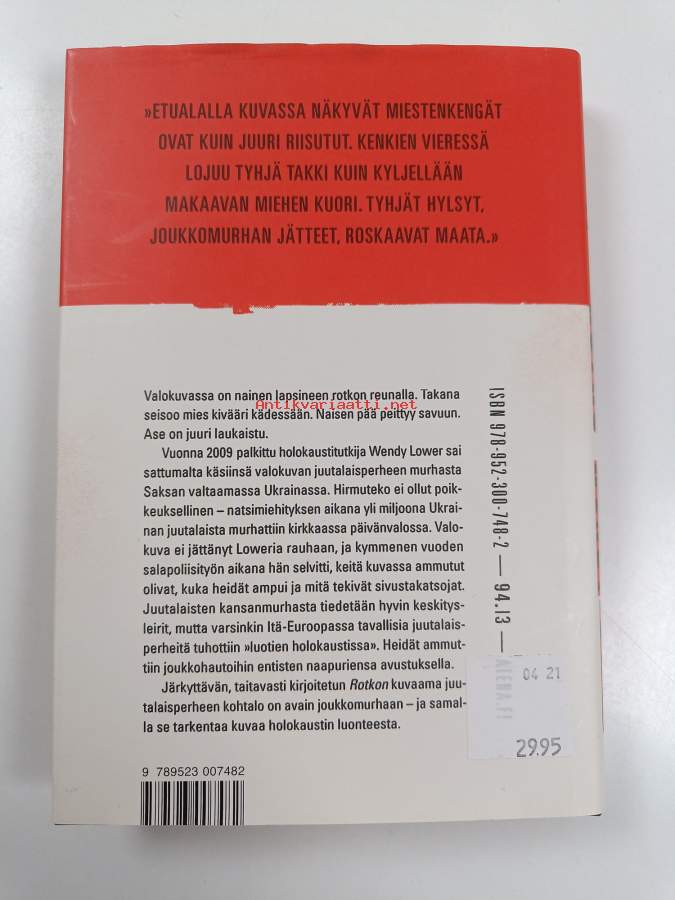 »ETUALALLA KUVASSA NÄKYVÄT MIESTENKENGÄT
OVAT KUIN JUURI RIISUTUT. KENKIEN VIERESSÄ
LOJUU TYHJÄ TAKKI KUIN KYLJELLÄÄN
MAKAAVAN MIEHEN KUORI. TYHJÄT HYLSYT,
JOUKKOMURHAN JÄTTEET, ROSKAAVAT MAATA.»
Valokuvassa on nainen lapsineen rotkon reunalla. Takana
seisoo mies kivääri kädessään. Naisen pää peittyy savuun.
Ase on juuri laukaistu.
Vuonna 2009 palkittu holokaustitutkija Wendy Lower sai
sattumalta käsiinsä valokuvan juutalaisperheen murhasta
Saksan valtaamassa Ukrainassa. Hirmuteko ei ollut poik-
keuksellinen – natsimiehityksen aikana yli miljoona Ukrai-
nan juutalaista murhattiin kirkkaassa päivänvalossa. Valo-
kuva ei jättänyt Loweria rauhaan, ja kymmenen vuoden
salapoliisityön aikana hän selvitti, keitä kuvassa ammutut
olivat, kuka heidät ampui ja mitä tekivät sivustakatsojat.
Juutalaisten kansanmurhasta tiedetään hyvin keskitys-
leirit, mutta varsinkin Itä-Euroopassa tavallisia juutalais-
perheitä tuhottiin »luotien holokaustissa». Heidät ammut-
tiin joukkohautoihin entisten naapuriensa avustuksella.
Järkyttävän, taitavasti kirjoitetun Rotkon kuvaama juu-
talaisperheen kohtalo on avain joukkomurhaan – ja samal-
la se tarkentaa kuvaa holokaustin luonteesta.
Antikvariaatti.net
ISBN 978-952-300-748-2 — 94.13 — ATENA.FI
04 21
29.95
9 789523 007482